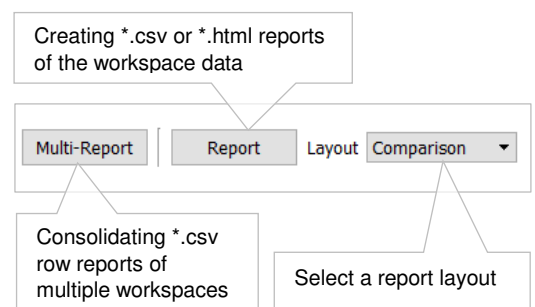 Creating *.csv or *.html reports
of the workspace data
Multi-Report
Report
Layout
Comparison
Consolidating *.csv
row reports of
multiple workspaces
Select a report layout